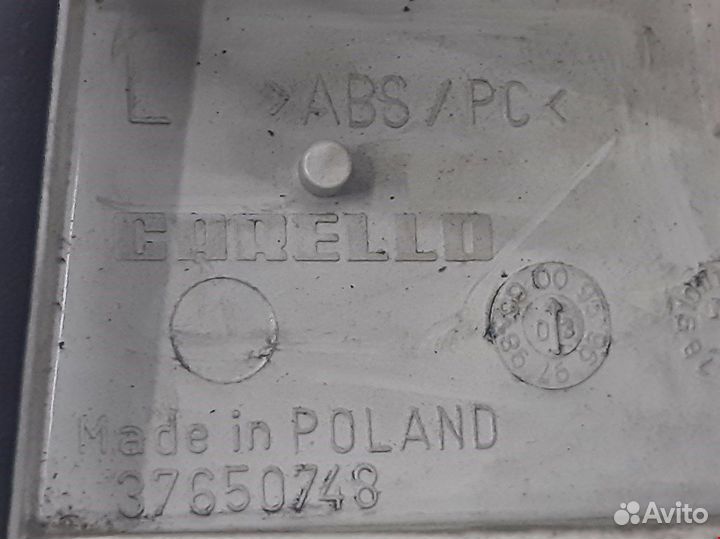 L >ABS/PC<
CARELLO
Made in POLAND
37650748
Avito